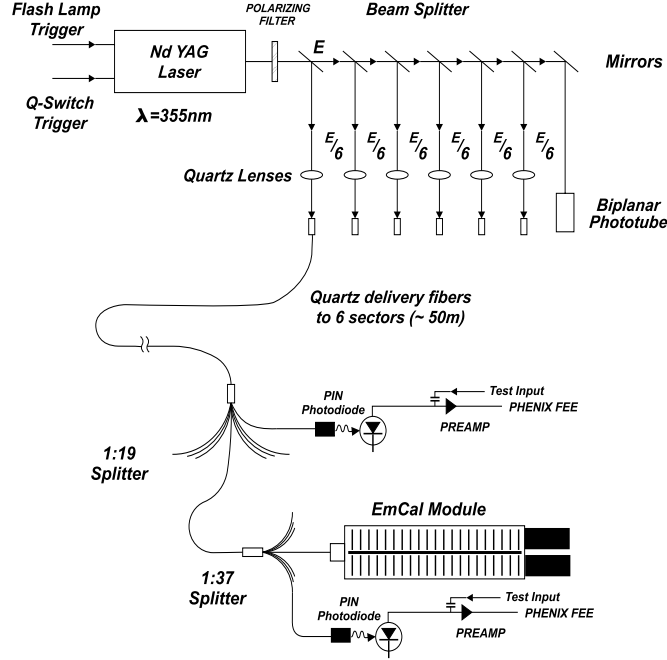 Flash Lamp
Trigger
POLARIZING
FILTER
Beam Splitter
Nd YAG
Laser
E
Mirrors
Q-Switch
Trigger
λ=355nm
E/6 E/6 E/6 E/6 E/6
Quartz Lenses
Biplanar
Phototube
Quartz delivery fibers
to 6 sectors (~ 50m)
PIN
Photodiode
Test Input
PHENIX FEE
PREAMP
1:19
Splitter
EmCal Module
1:37
Splitter
PIN
Photodiode
Test Input
PHENIX FEE
PREAMP